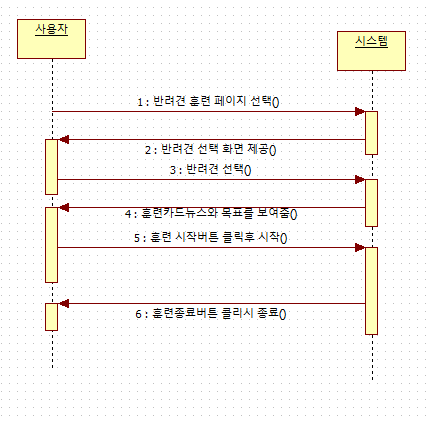 사용자
시스템
1 : 반려견 훈련 페이지 선택()
2 : 반려견 선택 화면 제공()
3 : 반려견 선택()
4 : 훈련카드뉴스와 목표를 보여줌()
5 : 훈련 시작버튼 클릭후 시작()
6 : 훈련종료버튼 클리시 종료()